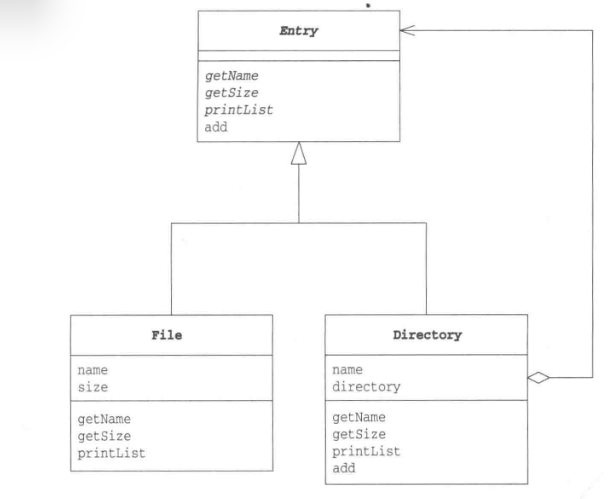 Entry
getName
getSize
printList
add
File
name
size
getName
getSize
printList
Directory
name
directory
getName
getSize
printList
add